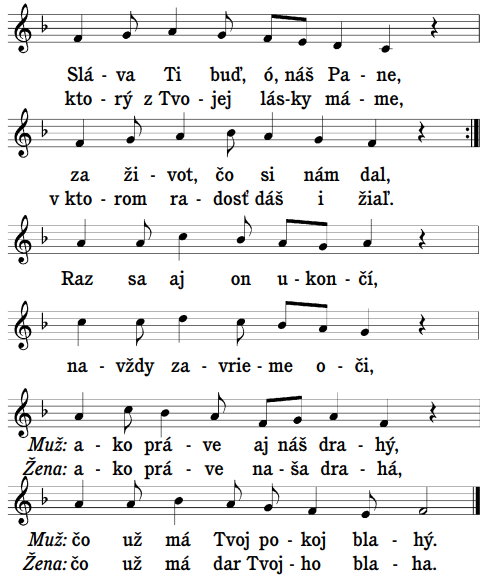 Slá - va Ti buď, ó, náš Pa - ne,
kto - rý z Tvo - jej lás - ky má - me,
za ži - vot, čo si nám dal,
v kto - rom ra - dosť dáš i žiaľ.
Raz sa aj on u - kon - čí,
na - vždy za - vrie - me o - či,
Muž: a - ko prá - ve aj náš dra - hý,
Žena: a - ko prá - ve na - ša dra - há,
Muž: čo už má Tvoj po - koj bla - hý.
Žena: čo už má dar Tvoj - ho bla - ha.